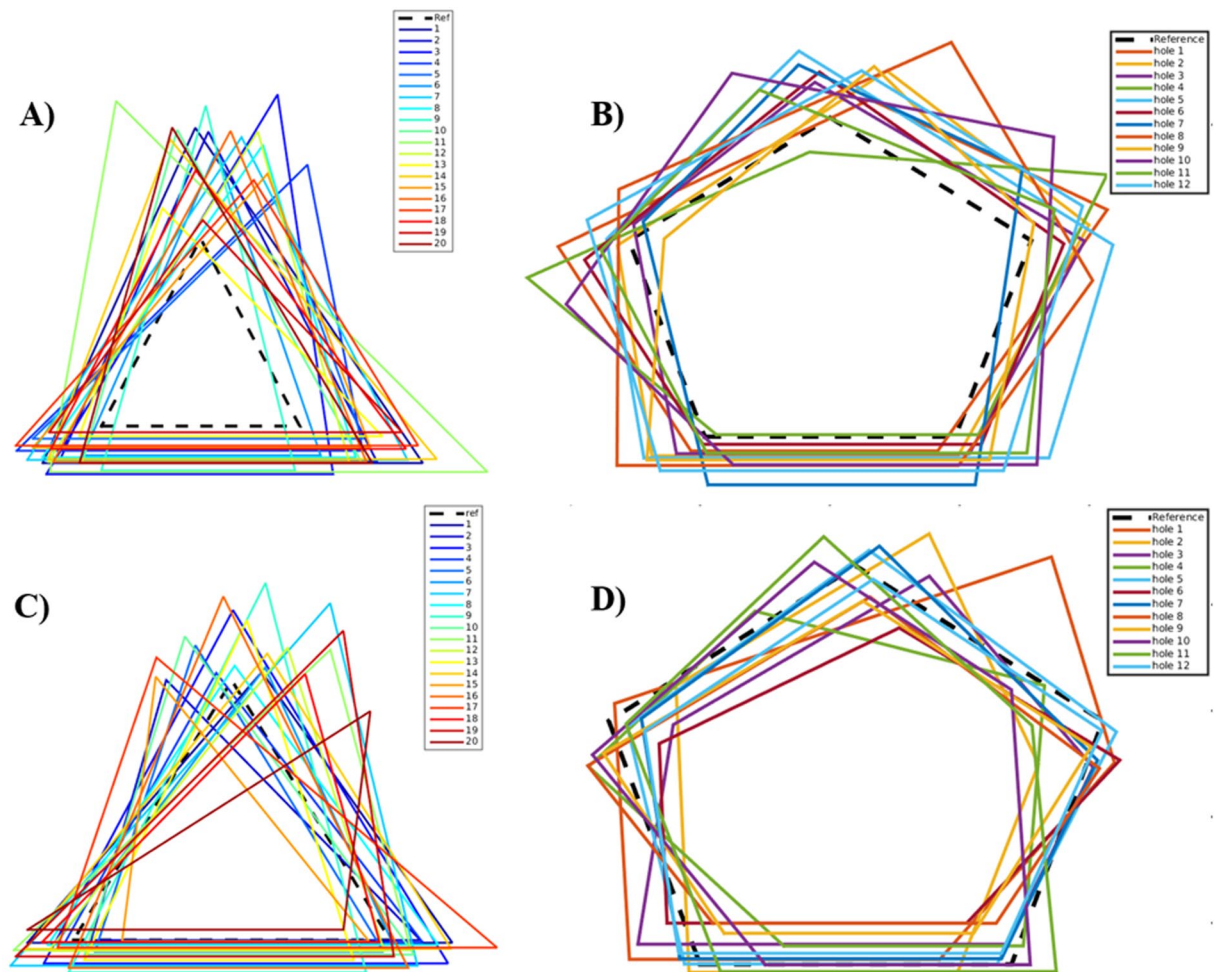 A)
Ref
1
2
3
4
5
6
7
8
9
10
11
12
13
14
15
16
17
18
19
20
B)
Reference
hole 1
hole 2
hole 3
hole 4
hole 5
hole 6
hole 7
hole 8
hole 9
hole 10
hole 11
hole 12
C)
ref
1
2
3
4
5
6
7
8
9
10
11
12
13
14
15
16
17
18
19
20
D)
Reference
hole 1
hole 2
hole 3
hole 4
hole 5
hole 6
hole 7
hole 8
hole 9
hole 10
hole 11
hole 12